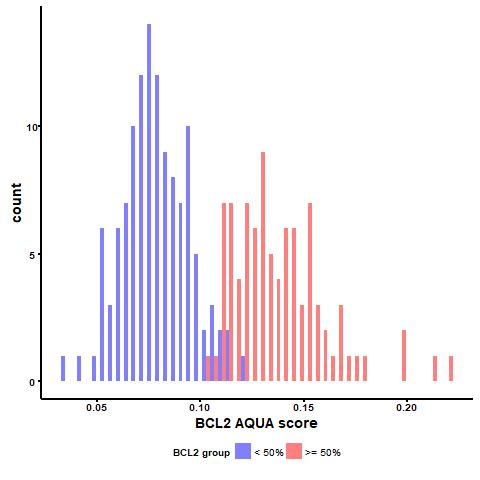 count
10
5
0
0.05 0.10 0.15 0.20
BCL2 AQUA score
BCL2 group < 50% >= 50%